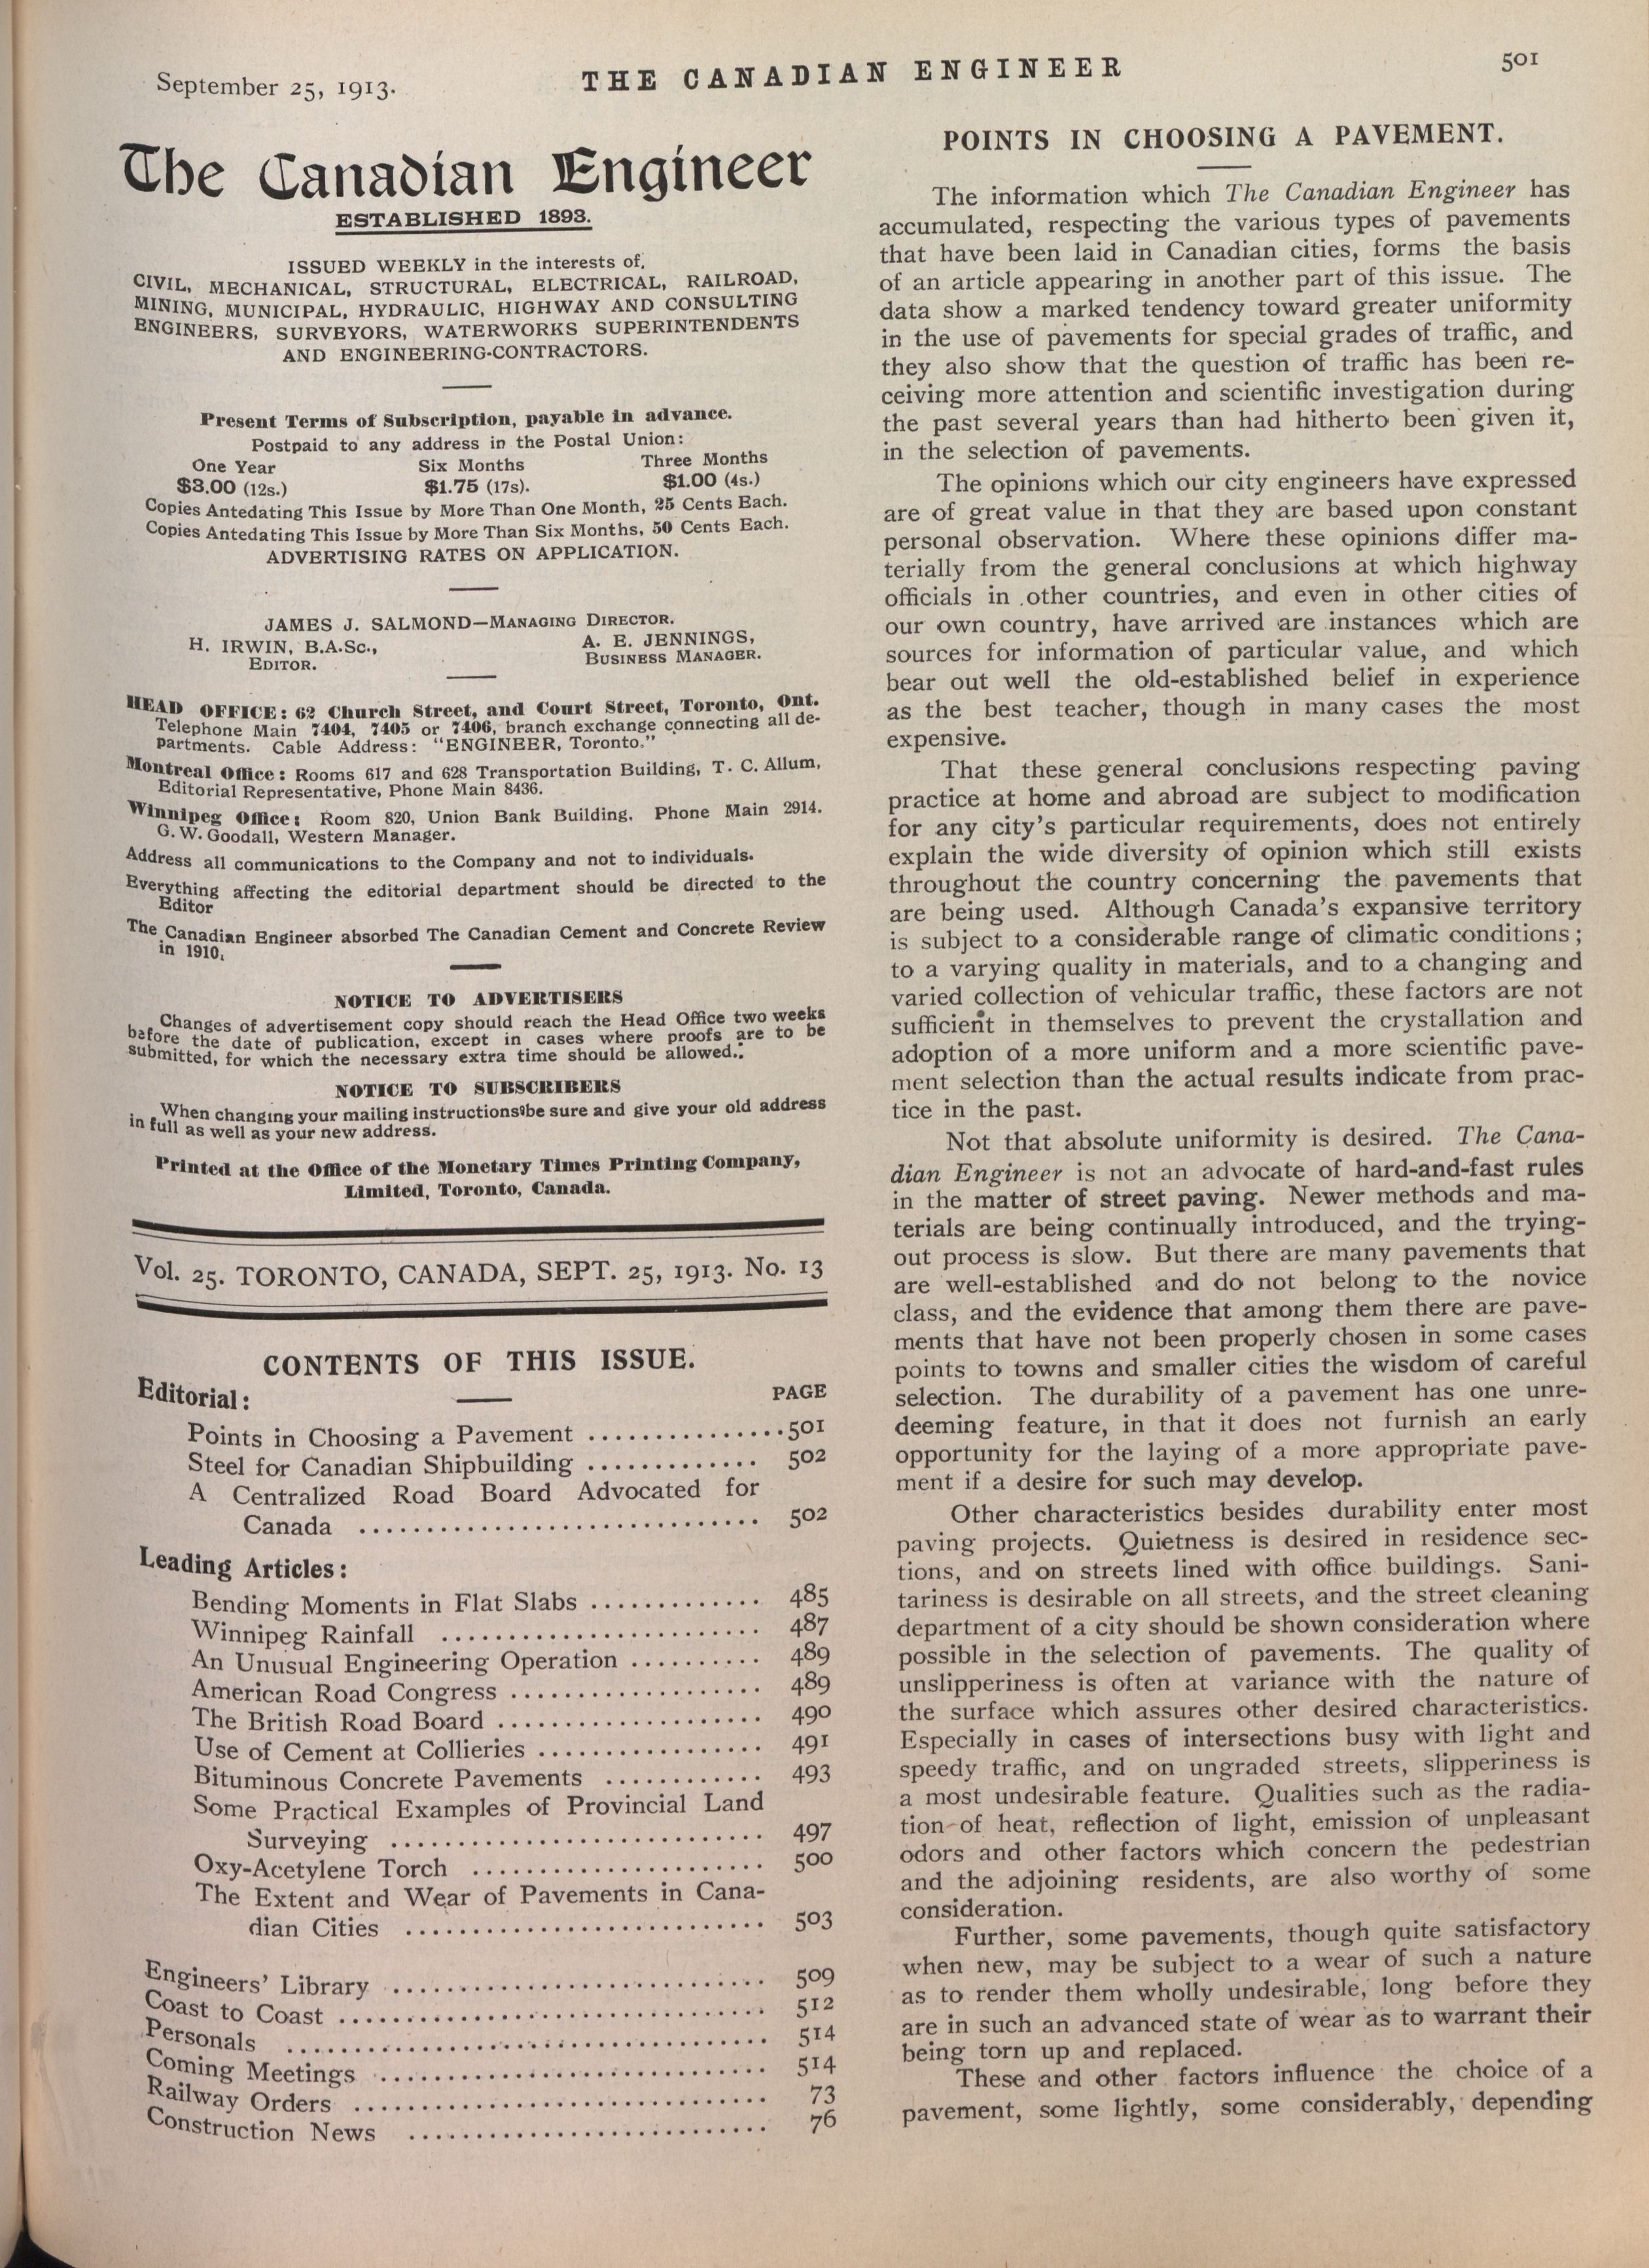 September 25, 1913.
THE CANADIAN ENGINEER
501
The Canadian Engineer
ESTABLISHED 1893.
ISSUED WEEKLY in the interests of,
CIVIL, MECHANICAL, STRUCTURAL, ELECTRICAL, RAILROAD,
MINING, MUNICIPAL, HYDRAULIC, HIGHWAY AND CONSULTING
ENGINEERS, SURVEYORS, WATERWORKS SUPERINTENDENTS
AND ENGINEERING-CONTRACTORS.
Present Terms of Subscription, payable in advance.
Postpaid to any address in the Postal Union:
One Year Six Months Three Months
$3.00 (12s.) $1.75 (17s). $1.00 (4s.)
Copies Antedating This Issue by More Than One Month, 25 Cents Each.
Copies Antedating This Issue by More Than Six Months, 50 Cents Each.
ADVERTISING RATES ON APPLICATION.
JAMES J. SALMOND—MANAGING DIRECTOR.
H. IRWIN, B.A.Sc., A. E. JENNINGS,
EDITOR. BUSINESS MANAGER.
HEAD OFFICE: 62 Church Street, and Court Street, Toronto, Ont.
Telephone Main 7404, 7405 or 7406, branch exchange connecting all de-
partments. Cable Address: "ENGINEER, Toronto."
Montreal Office: Rooms 617 and 628 Transportation Building, T. C. Allum,
Editorial Representative, Phone Main 8436.
Winnipeg Office: Room 820, Union Bank Building. Phone Main 2914.
G. W. Goodall, Western Manager.
Address all communications to the Company and not to individuals.
Everything affecting the editorial department should be directed to the
Editor
The Canadian Engineer absorbed The Canadian Cement and Concrete Review
in 1910.
NOTICE TO ADVERTISERS
Changes of advertisement copy should reach the Head Office two weeks
before the date of publication, except in cases where proofs are to be
submitted, for which the necessary extra time should be allowed.
NOTICE TO SUBSCRIBERS
When changing your mailing instructions be sure and give your old address
in full as well as your new address.
Printed at the Office of the Monetary Times Printing Company,
Limited, Toronto, Canada.
Vol. 25. TORONTO, CANADA, SEPT. 25, 1913. No. 13
CONTENTS OF THIS ISSUE.
Editorial: PAGE
Points in Choosing a Pavement ............... 501
Steel for Canadian Shipbuilding ............. 502
A Centralized Road Board Advocated for
Canada .............................. 502
Leading Articles:
Bending Moments in Flat Slabs ............. 485
Winnipeg Rainfall ........................ 487
An Unusual Engineering Operation .......... 489
American Road Congress ................... 489
The British Road Board .................... 490
Use of Cement at Collieries ................. 491
Bituminous Concrete Pavements ............ 493
Some Practical Examples of Provincial Land
Surveying ............................ 497
Oxy-Acetylene Torch ...................... 500
The Extent and Wear of Pavements in Cana-
dian Cities ........................... 503
Engineers' Library ............................ 509
Coast to Coast ................................ 512
Personals .................................... 514
Coming Meetings ............................. 514
Railway Orders ............................... 73
Construction News ........................... 76
POINTS IN CHOOSING A PAVEMENT.
The information which The Canadian Engineer has
accumulated, respecting the various types of pavements
that have been laid in Canadian cities, forms the basis
of an article appearing in another part of this issue. The
data show a marked tendency toward greater uniformity
in the use of pavements for special grades of traffic, and
they also show that the question of traffic has been re-
ceiving more attention and scientific investigation during
the past several years than had hitherto been given it,
in the selection of pavements.
The opinions which our city engineers have expressed
are of great value in that they are based upon constant
personal observation. Where these opinions differ ma-
terially from the general conclusions at which highway
officials in other countries, and even in other cities of
our own country, have arrived are instances which are
sources for information of particular value, and which
bear out well the old-established belief in experience
as the best teacher, though in many cases the most
expensive.
That these general conclusions respecting paving
practice at home and abroad are subject to modification
for any city's particular requirements, does not entirely
explain the wide diversity of opinion which still exists
throughout the country concerning the pavements that
are being used. Although Canada's expansive territory
is subject to a considerable range of climatic conditions;
to a varying quality in materials, and to a changing and
varied collection of vehicular traffic, these factors are not
sufficient in themselves to prevent the crystallation and
adoption of a more uniform and a more scientific pave-
ment selection than the actual results indicate from prac-
tice in the past.
Not that absolute uniformity is desired. The Cana-
dian Engineer is not an advocate of hard-and-fast rules
in the matter of street paving. Newer methods and ma-
terials are being continually introduced, and the trying-
out process is slow. But there are many pavements that
are well-established and do not belong to the novice
class, and the evidence that among them there are pave-
ments that have not been properly chosen in some cases
points to towns and smaller cities the wisdom of careful
selection. The durability of a pavement has one unre-
deeming feature, in that it does not furnish an early
opportunity for the laying of a more appropriate pave-
ment if a desire for such may develop.
Other characteristics besides durability enter most
paving projects. Quietness is desired in residence sec-
tions, and on streets lined with office buildings. Sani-
tariness is desirable on all streets, and the street cleaning
department of a city should be shown consideration where
possible in the selection of pavements. The quality of
unslipperiness is often at variance with the nature of
the surface which assures other desired characteristics.
Especially in cases of intersections busy with light and
speedy traffic, and on ungraded streets, slipperiness is
a most undesirable feature. Qualities such as the radia-
tion of heat, reflection of light, emission of unpleasant
odors and other factors which concern the pedestrian
and the adjoining residents, are also worthy of some
consideration.
Further, some pavements, though quite satisfactory
when new, may be subject to a wear of such a nature
as to render them wholly undesirable, long before they
are in such an advanced state of wear as to warrant their
being torn up and replaced.
These and other factors influence the choice of a
pavement, some lightly, some considerably, depending